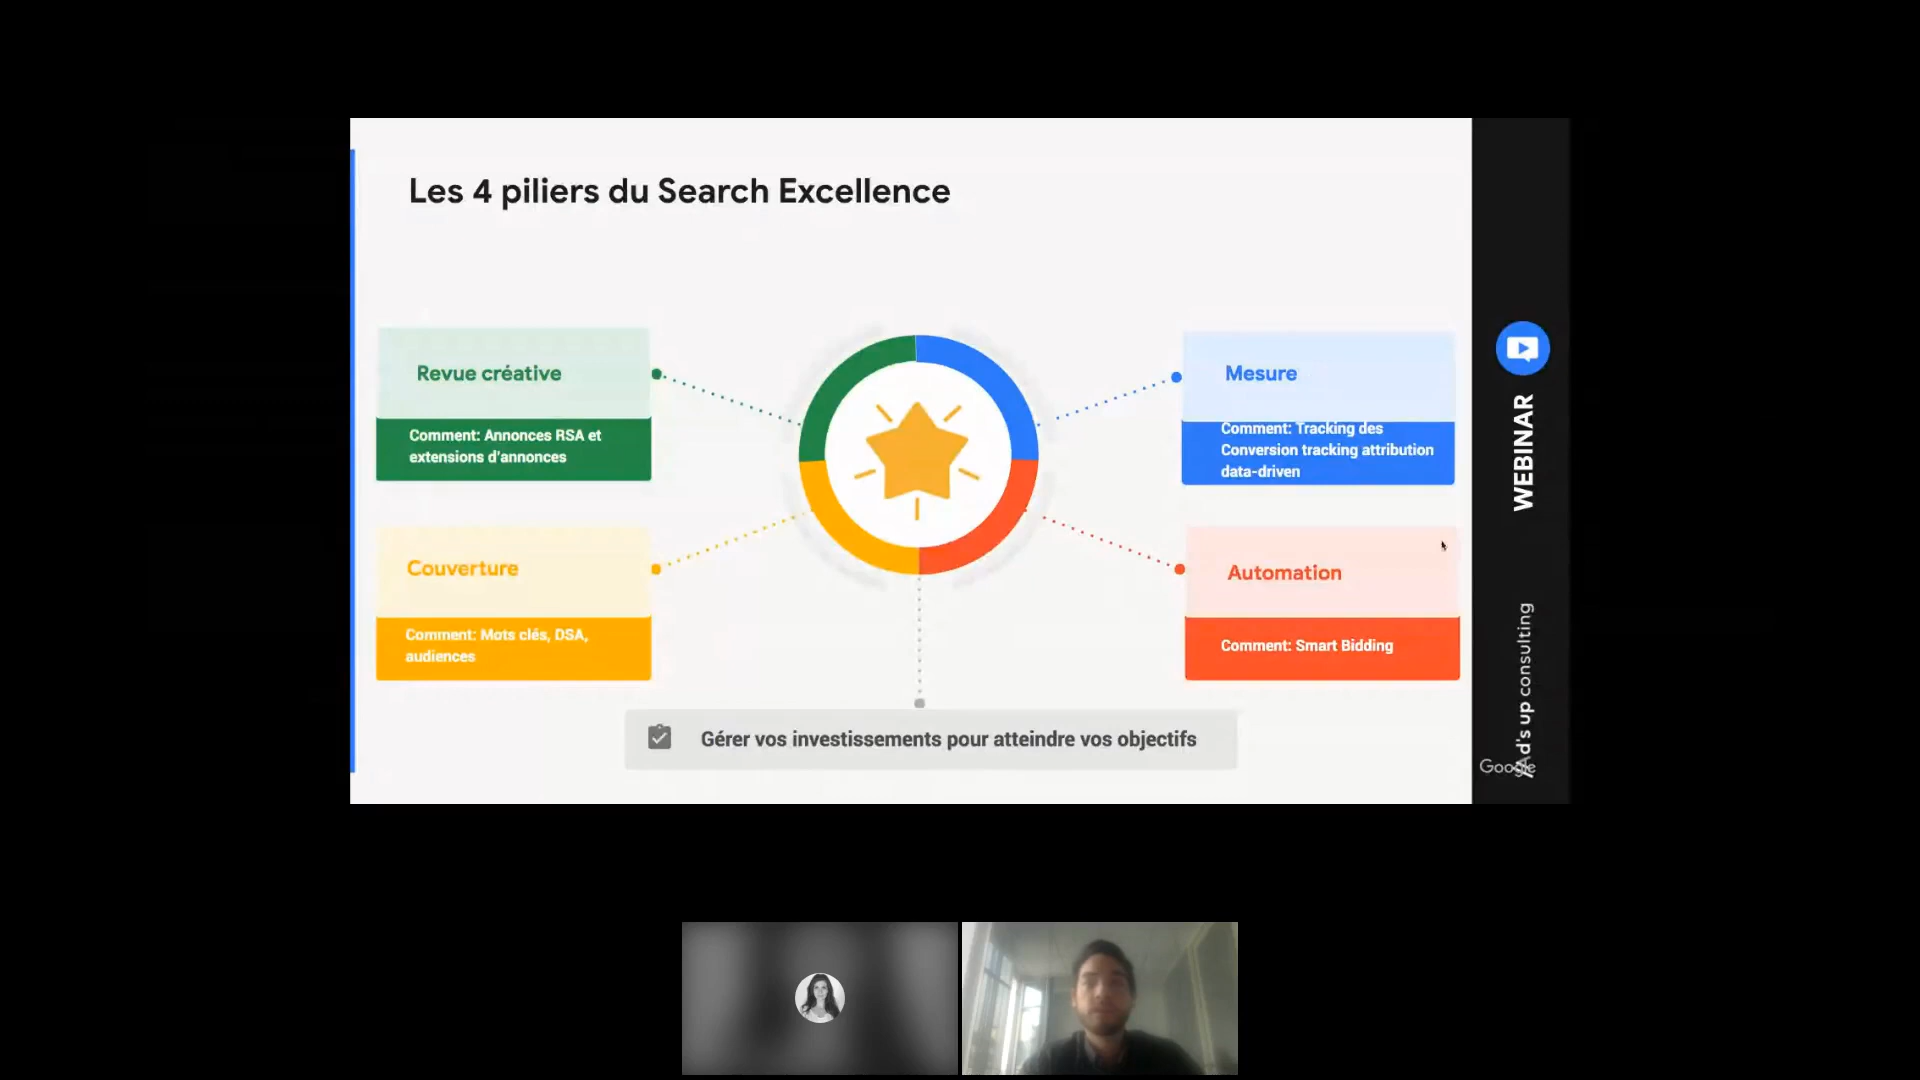 Les 4 piliers du Search Excellence
Revue créative
Comment: Annonces RSA et
extensions d'annonces
Mesure
Comment: Tracking des
Conversion tracking attribution
data-driven
Couverture
Comment: Mots clés, DSA,
audiences
Automation
Comment: Smart Bidding
Gérer vos investissements pour atteindre vos objectifs
WEBINAR
/Ad's up consulting
Google